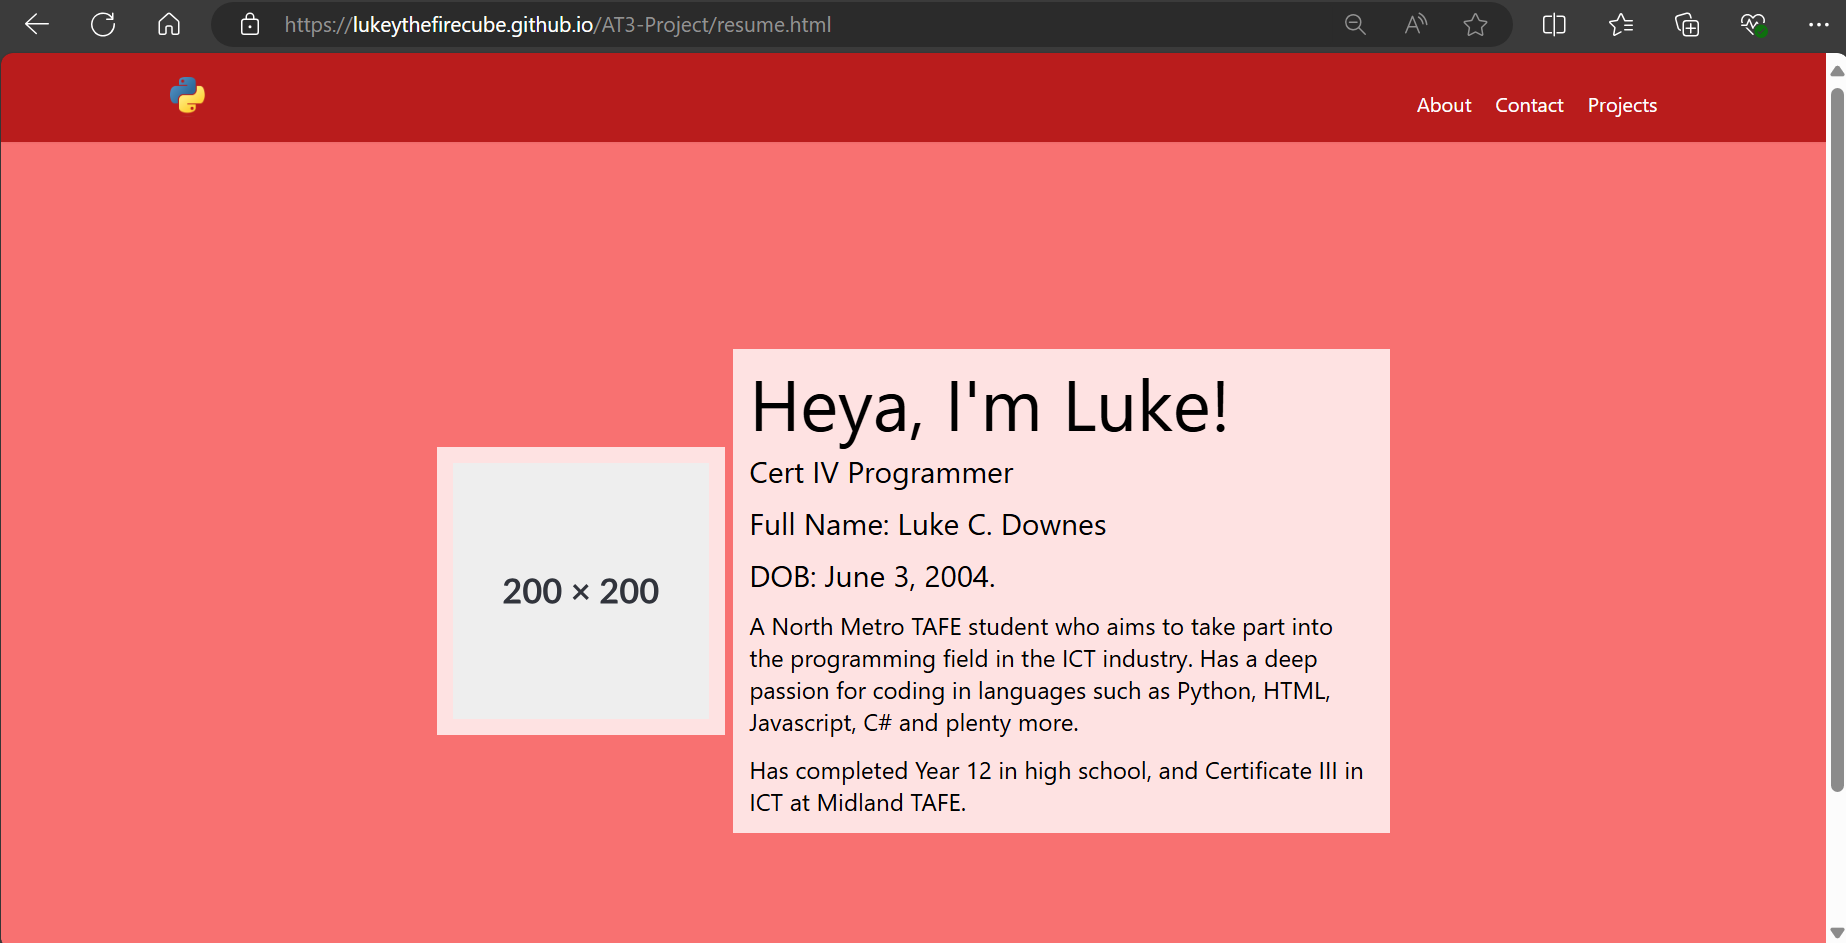 https://lukeythefirecube.github.io/AT3-Project/resume.html
About Contact Projects
200 × 200
Heya, I'm Luke!
Cert IV Programmer
Full Name: Luke C. Downes
DOB: June 3, 2004.
A North Metro TAFE student who aims to take part into
the programming field in the ICT industry. Has a deep
passion for coding in languages such as Python, HTML,
Javascript, C# and plenty more.
Has completed Year 12 in high school, and Certificate III in
ICT at Midland TAFE.